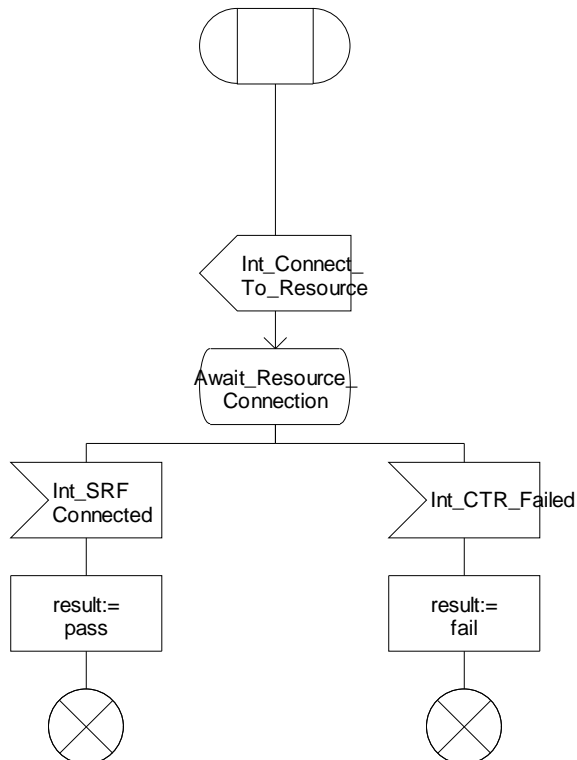 Int_Connect_
To_Resource
Await_Resource_
Connection
Int_SRF
Connected
Int_CTR_Failed
result:=
pass
result:=
fail